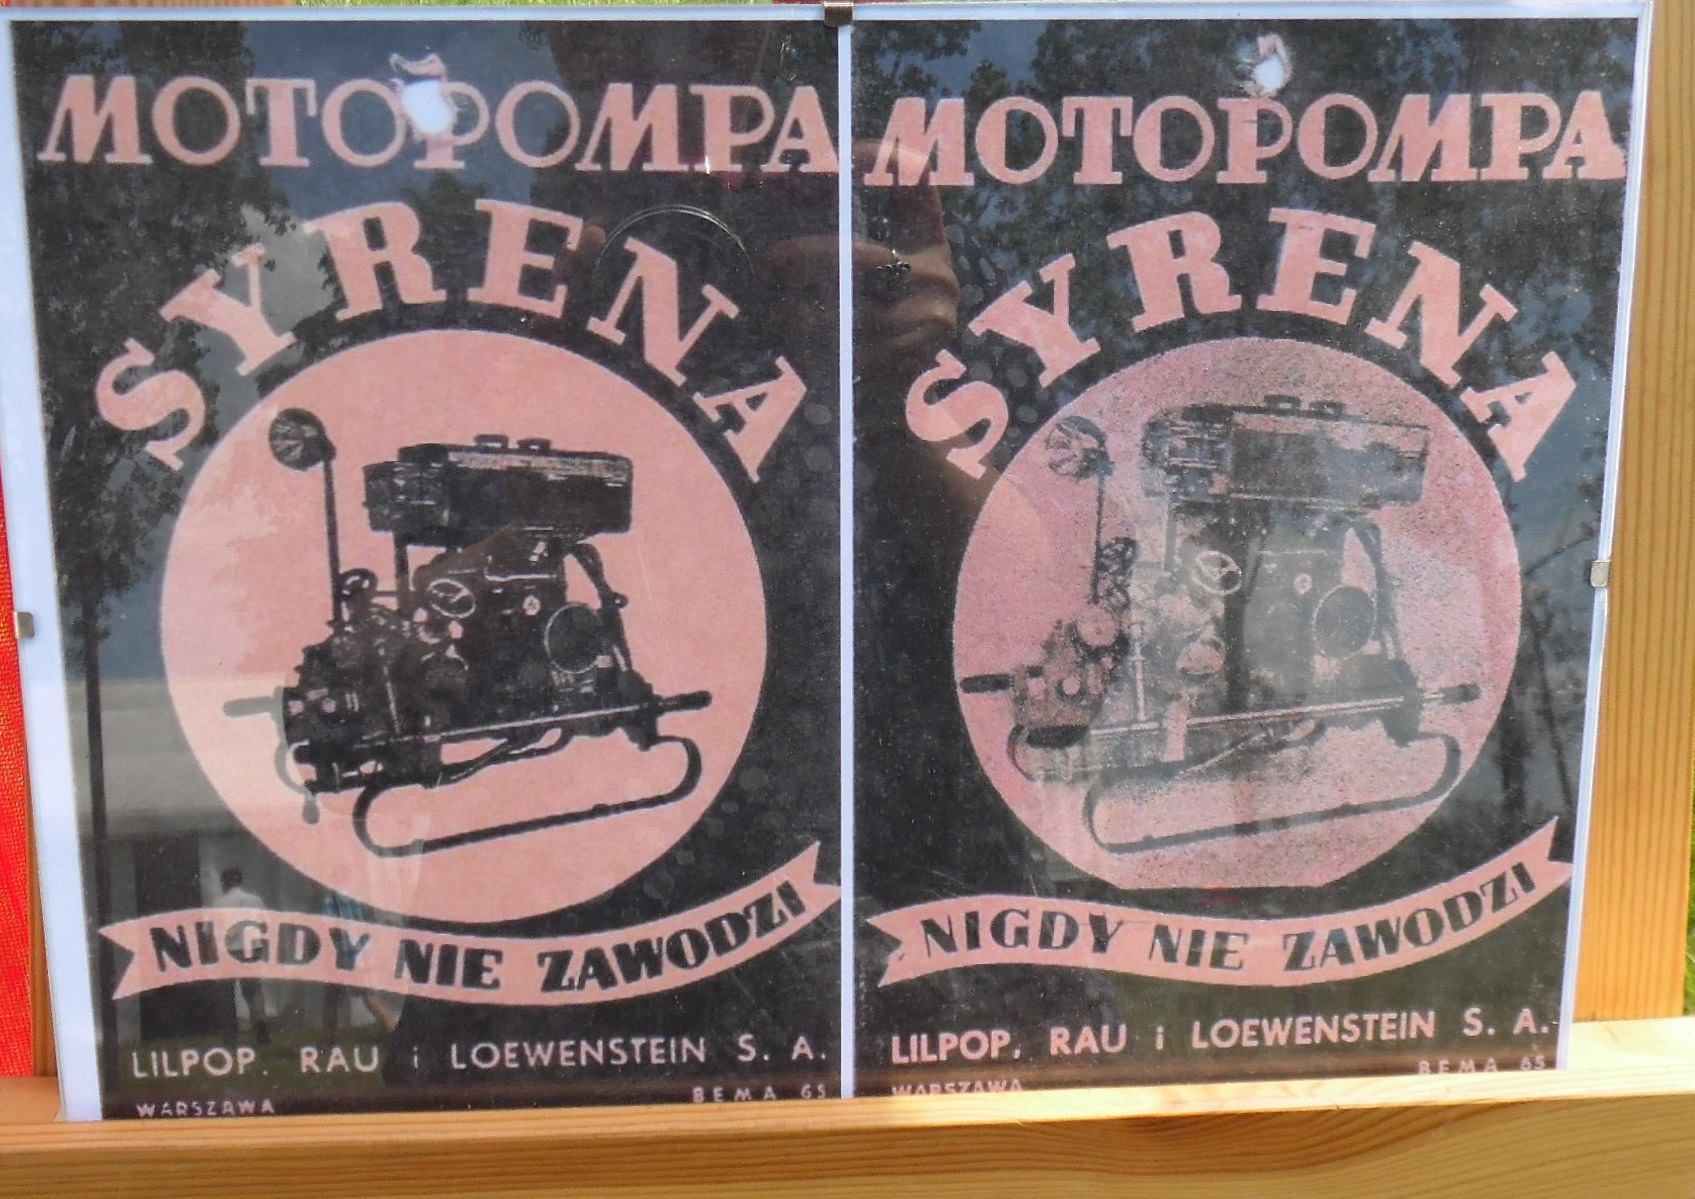 MOTOPOMPA
SYRENA
NIGDY NIE ZAWODZI
LILPOP, RAU i LOEWENSTEIN S. A.
BEMA 65
WARSZAWA
MOTOPOMPA
SYRENA
NIGDY NIE ZAWODZI
LILPOP, RAU i LOEWENSTEIN S. A.
BEMA 65
WARSZAWA